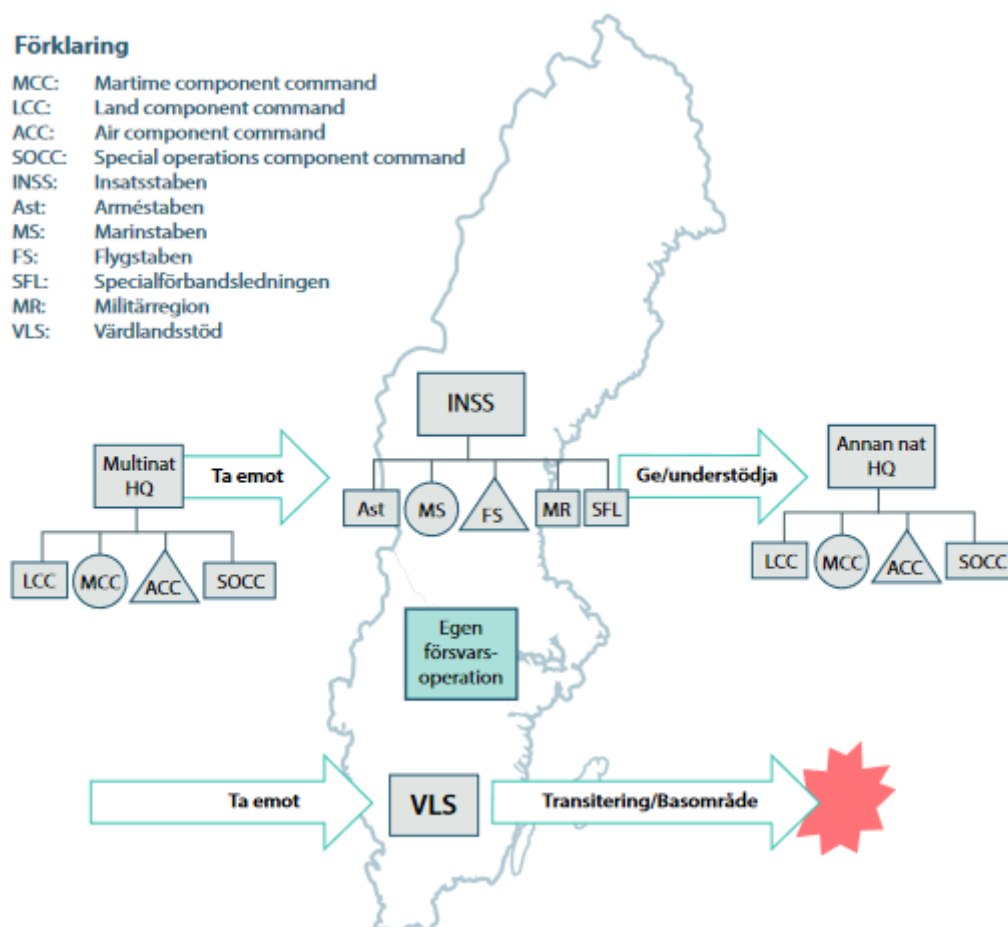 Förklaring
MCC: Martime component command
LCC: Land component command
ACC: Air component command
SOCC: Special operations component command
INSS: Insatsstaben
Ast: Arméstaben
MS: Marinstaben
FS: Flygstaben
SFL: Specialförbandsledningen
MR: Militärregion
VLS: Värdlandsstöd
INSS
Multinat
HQ
Ta emot
Ge/understödja
Annan nat
HQ
Ast
MS
FS
MR
SFL
LCC
MCC
ACC
SOCC
LCC
MCC
ACC
SOCC
Egen
försvars-
operation
Ta emot
VLS
Transitering/Basområde